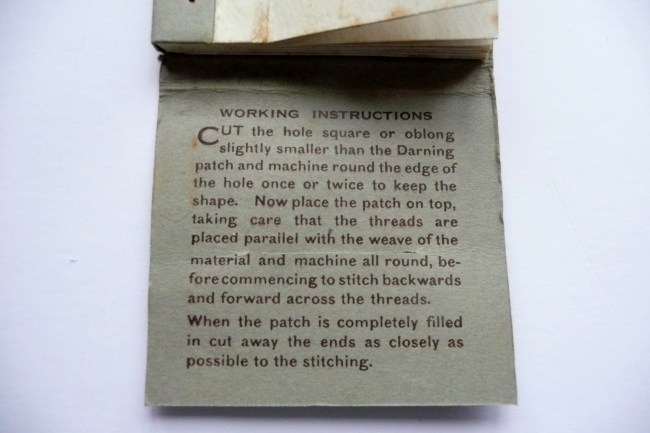 WORKING INSTRUCTIONS
CUT the hole square or oblong
slightly smaller than the Darning
patch and machine round the edge of
the hole once or twice to keep the
shape. Now place the patch on top,
taking care that the threads are
placed parallel with the weave of the
material and machine all round, be-
fore commencing to stitch backwards
and forward across the threads.
When the patch is completely filled
in cut away the ends as closely as
possible to the stitching.